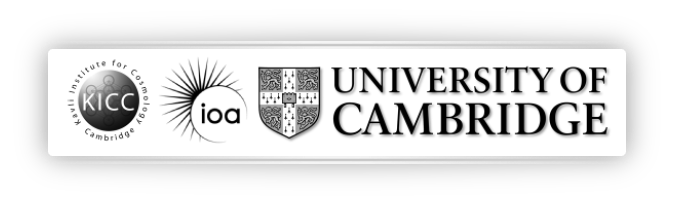 Kavli Institute for Cosmology
KICC
Cambridge
ioa
UNIVERSITY OF
CAMBRIDGE